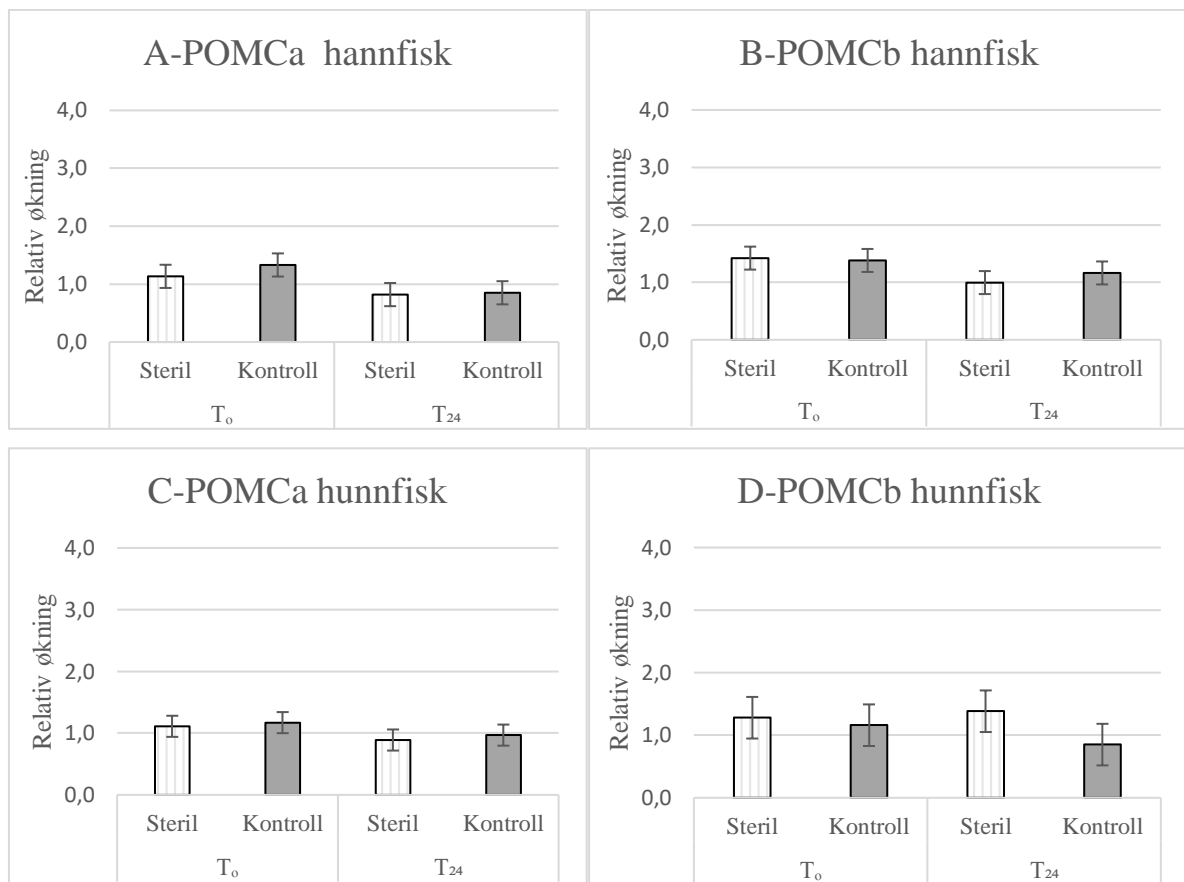 A-POMCa hannfisk
Relativ økning
4,0
3,0
2,0
1,0
0,0
Steril Kontroll Steril Kontroll
Tₒ T₂₄
B-POMCb hannfisk
Relativ økning
4,0
3,0
2,0
1,0
0,0
Steril Kontroll Steril Kontroll
Tₒ T₂₄
C-POMCa hunnfisk
Relativ økning
4,0
3,0
2,0
1,0
0,0
Steril Kontroll Steril Kontroll
Tₒ T₂₄
D-POMCb hunnfisk
Relativ økning
4,0
3,0
2,0
1,0
0,0
Steril Kontroll Steril Kontroll
Tₒ T₂₄